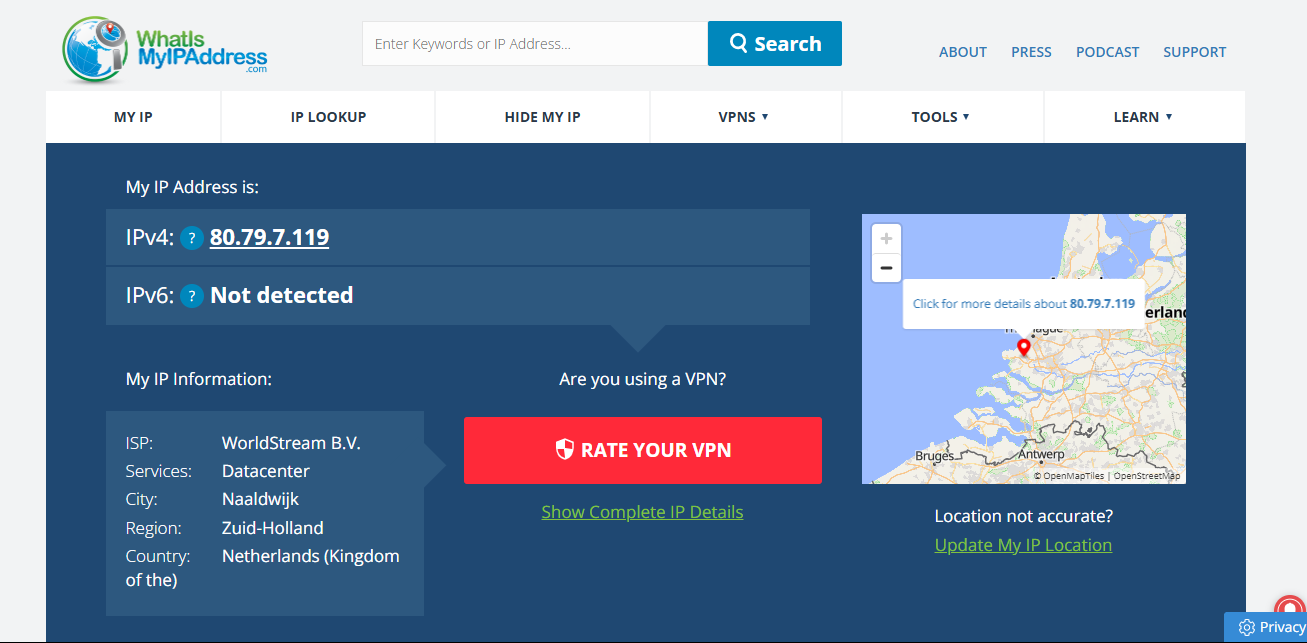 WhatIs
MyIPAddress
.com
Enter Keywords or IP Address...
Search
ABOUT PRESS PODCAST SUPPORT
MY IP IP LOOKUP HIDE MY IP VPNS TOOLS LEARN
My IP Address is:
IPv4: ? 80.79.7.119
IPv6: ? Not detected
+
−
Click for more details about 80.79.7.119
erland
Bruges
Antwerp
© OpenMapTiles | OpenStreetMap
My IP Information:
Are you using a VPN?
ISP: WorldStream B.V.
Services: Datacenter
City: Naaldwijk
Region: Zuid-Holland
Country: Netherlands (Kingdom
of the)
RATE YOUR VPN
Show Complete IP Details
Location not accurate?
Update My IP Location
Privacy